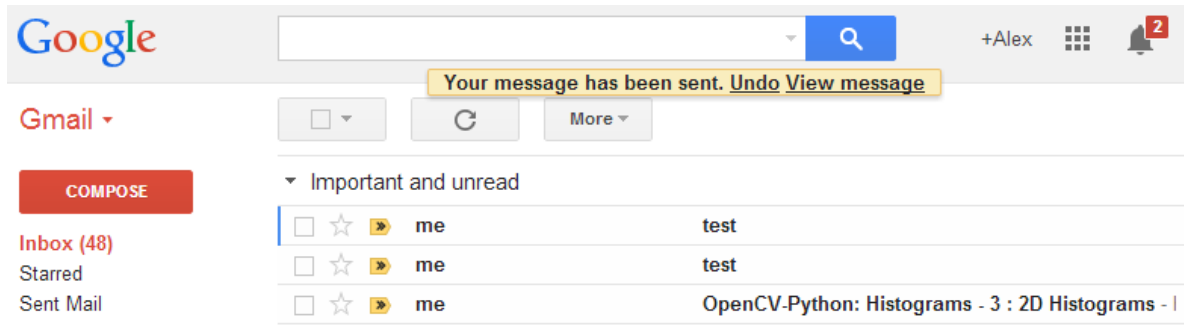 Google
+Alex 2
Your message has been sent. Undo View message
Gmail
More
COMPOSE
Important and unread
me test
Inbox (48)
me test
Starred
Sent Mail
me OpenCV-Python: Histograms - 3 : 2D Histograms -